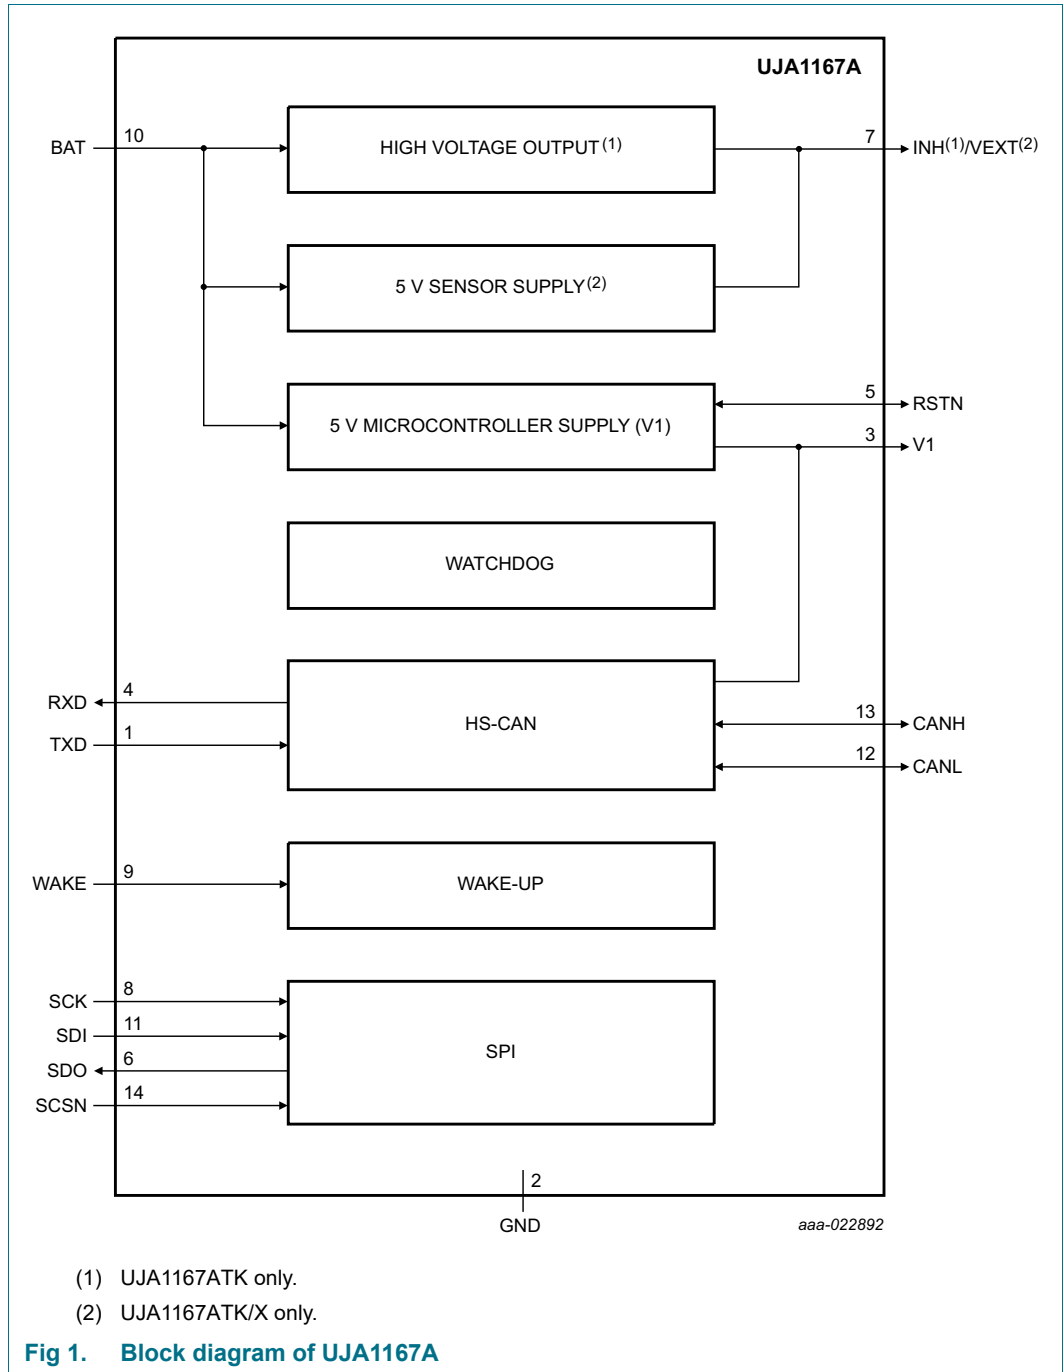 UJA1167A
BAT
10
HIGH VOLTAGE OUTPUT(1)
7
INH(1)/VEXT(2)
5 V SENSOR SUPPLY(2)
5 V MICROCONTROLLER SUPPLY (V1)
5
RSTN
3
V1
WATCHDOG
RXD
4
TXD
1
HS-CAN
13
CANH
12
CANL
WAKE
9
WAKE-UP
SCK
8
SDI
11
SDO
6
SCSN
14
SPI
2
GND
aaa-022892
(1) UJA1167ATK only.
(2) UJA1167ATK/X only.
Fig 1. Block diagram of UJA1167A